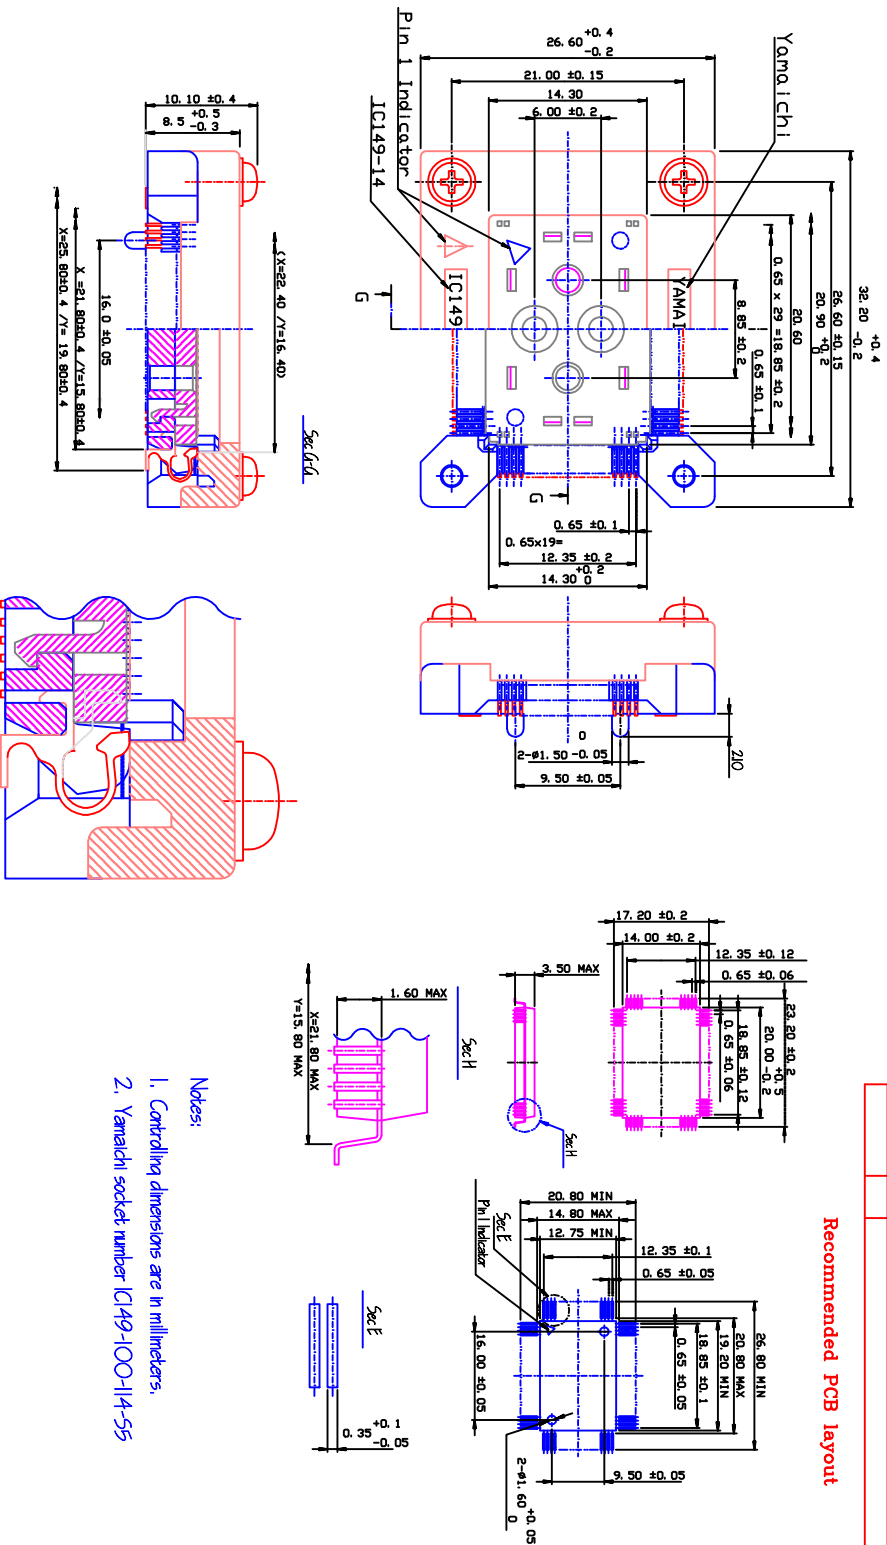 Yamaichi
26.60 +0.4 -0.2
21.00 ±0.15
14.30
6.00 ±0.2
Pin 1 Indicator
IC149-14
YAMAI
IC149
G
G
32.20 +0.4 -0.2
26.60 ±0.15
20.90 +0.2 0
20.60
0.65 x 29 =18.85 ±0.2
0.65 ±0.1
8.85 ±0.2
0.65 ±0.1
0.65x19=
12.35 ±0.2
14.30 +0.2 0
10.10 ±0.4
8.5 +0.5 -0.3
(X=22.40 /Y=16.40)
16.0 ±0.05
X =21.80±0.4 /Y=15.80±0.4
X=25.80±0.4 /Y= 19.80±0.4
Sec G-G
2-ø1.50 0 -0.05
9.50 ±0.05
17.20 ±0.2
14.00 ±0.2
12.35 ±0.12
0.65 ±0.06
23.20 ±0.2
20.00 +0.5 -0.2
18.85 ±0.12
0.65 ±0.06
3.50 MAX
Sec H
Sec H
1.60 MAX
X=21.80 MAX
Y=15.80 MAX
Recommended PCB layout
20.80 MIN
14.80 MAX
12.75 MIN
12.35 ±0.1
0.65 ±0.05
Sec E
Pin 1 Indicator
26.80 MIN
20.80 MAX
19.20 MIN
18.85 ±0.1
0.65 ±0.05
16.00 ±0.05
9.50 ±0.05
2-ø1.60 +0.05 0
Sec E
0.35 +0.1 -0.05
Notes:
1. Controlling dimensions are in millimeters.
2. Yamaichi socket number IC149-100-114-S5